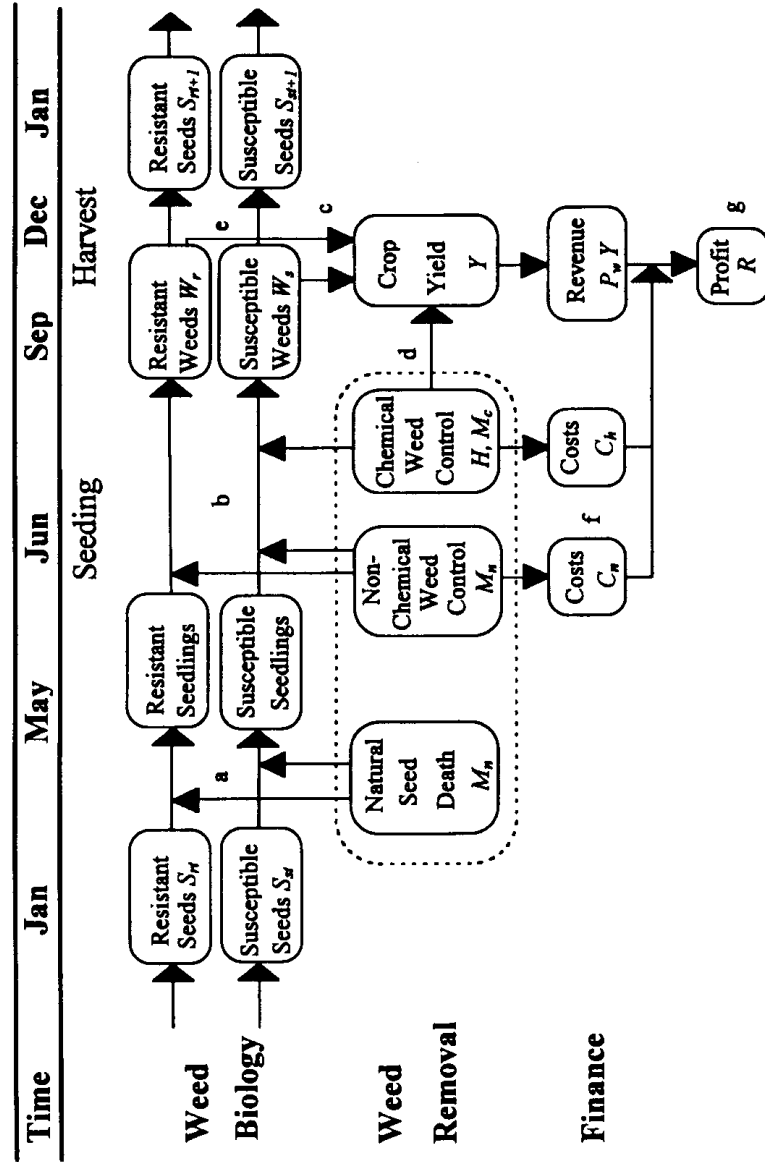 Time Jan May Jun Sep Dec Jan
Seeding Harvest
Weed
Biology
Resistant
Seeds S_rt
Resistant
Seedlings
Resistant
Weeds W_r
Resistant
Seeds S_rt+1
Susceptible
Seeds S_st
Susceptible
Seedlings
Susceptible
Weeds W_s
Susceptible
Seeds S_st+1
a
b
e
c
Weed
Removal
Natural
Seed
Death
M_n
Non-
Chemical
Weed
Control
M_n
Chemical
Weed
Control
H, M_c
d
Crop
Yield
Y
Finance
Costs
C_n
f
Costs
C_h
Revenue
P_w Y
Profit
R
g